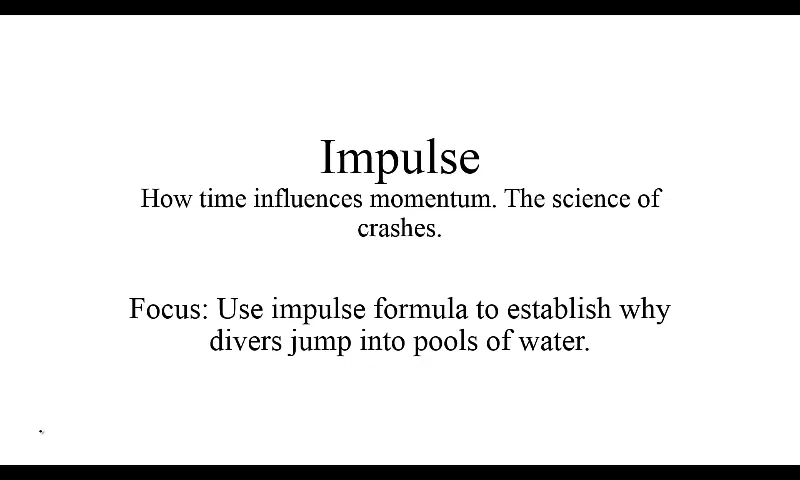 Impulse
How time influences momentum. The science of
crashes.
Focus: Use impulse formula to establish why
divers jump into pools of water.